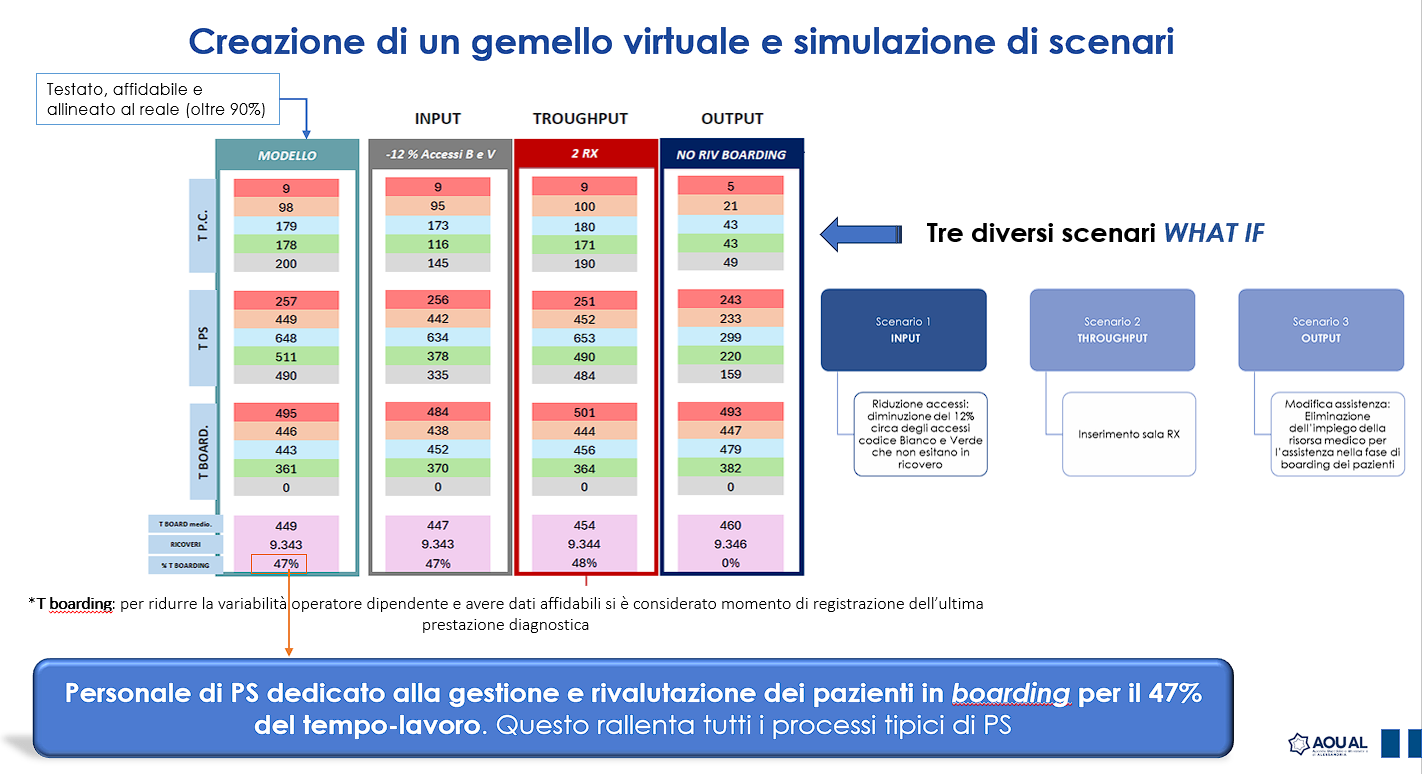 Creazione di un gemello virtuale e simulazione di scenari
Testato, affidabile e
allineato al reale (oltre 90%)
INPUT TROUGHPUT OUTPUT
MODELLO -12 % Accessi B e V 2 RX NO RIV BOARDING
T P.C.
9 9 9 5
98 95 100 21
179 173 180 43
178 116 171 43
200 145 190 49
T PS
257 256 251 243
449 442 452 233
648 634 653 299
511 378 490 220
490 335 484 159
T BOARD.
495 484 501 493
446 438 444 447
443 452 456 479
361 370 364 382
0 0 0 0
T BOARD medio. 449 447 454 460
RICOVERI 9.343 9.343 9.344 9.346
% T BOARDING 47% 47% 48% 0%
Tre diversi scenari WHAT IF
Scenario 1
INPUT
Riduzione accessi:
diminuzione del 12%
circa degli accessi
codice Bianco e Verde
che non esitano in
ricovero
Scenario 2
THROUGHPUT
Inserimento sala RX
Scenario 3
OUTPUT
Modifica assistenza:
Eliminazione
dell'impiego della
risorsa medico per
l'assistenza nella fase di
boarding dei pazienti
*T boarding: per ridurre la variabilità operatore dipendente e avere dati affidabili si è considerato momento di registrazione dell'ultima
prestazione diagnostica
Personale di PS dedicato alla gestione e rivalutazione dei pazienti in boarding per il 47%
del tempo-lavoro. Questo rallenta tutti i processi tipici di PS
AOU AL